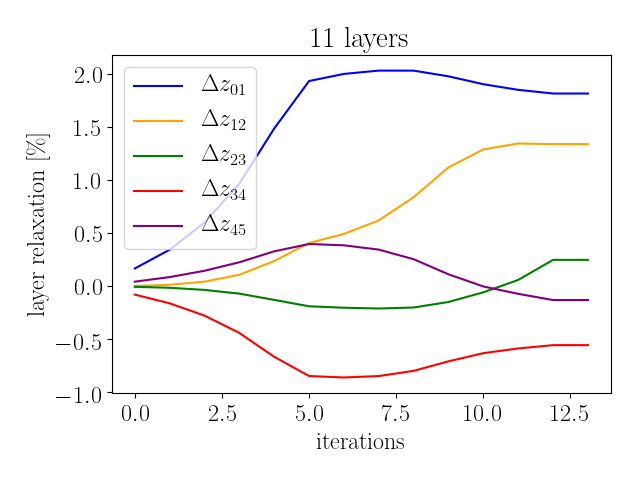 11 layers
layer relaxation [%]
2.0
1.5
1.0
0.5
0.0
−0.5
−1.0
Δz₀₁
Δz₁₂
Δz₂₃
Δz₃₄
Δz₄₅
0.0 2.5 5.0 7.5 10.0 12.5
iterations